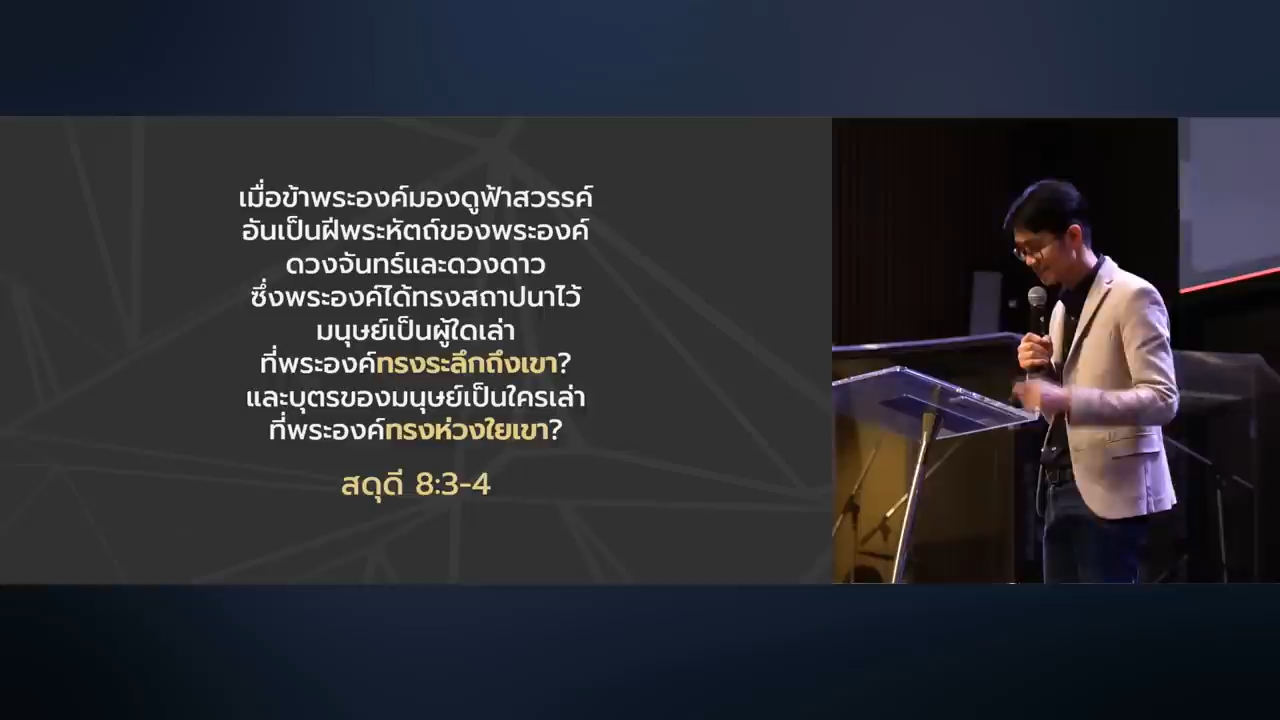 เมื่อข้าพระองค์มองดูฟ้าสวรรค์
อันเป็นฝีพระหัตถ์ของพระองค์
ดวงจันทร์และดวงดาว
ซึ่งพระองค์ได้ทรงสถาปนาไว้
มนุษย์เป็นผู้ใดเล่า
ที่พระองค์ทรงระลึกถึงเขา?
และบุตรของมนุษย์เป็นใครเล่า
ที่พระองค์ทรงห่วงใยเขา?
สดุดี 8:3-4